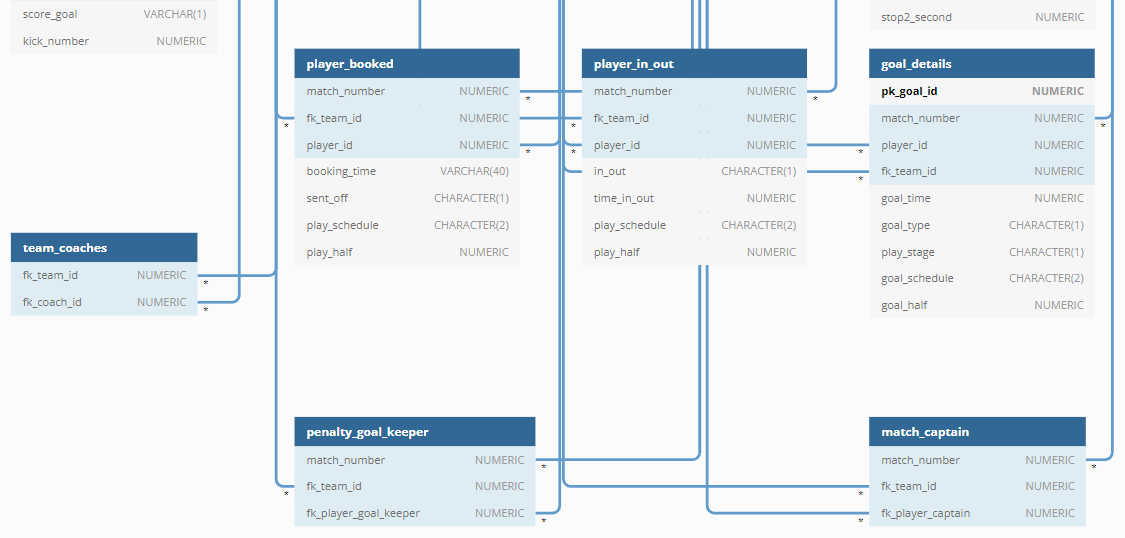 score_goal VARCHAR(1)
kick_number NUMERIC
stop2_second NUMERIC
player_booked
match_number NUMERIC
*
fk_team_id NUMERIC
*
player_id NUMERIC
*
booking_time VARCHAR(40)
sent_off CHARACTER(1)
play_schedule CHARACTER(2)
play_half NUMERIC
player_in_out
match_number NUMERIC
*
fk_team_id NUMERIC
*
player_id NUMERIC
*
in_out CHARACTER(1)
time_in_out NUMERIC
play_schedule CHARACTER(2)
play_half NUMERIC
goal_details
pk_goal_id NUMERIC
match_number NUMERIC
*
player_id NUMERIC
*
fk_team_id NUMERIC
*
goal_time NUMERIC
goal_type CHARACTER(1)
play_stage CHARACTER(1)
goal_schedule CHARACTER(2)
goal_half NUMERIC
team_coaches
fk_team_id NUMERIC
*
fk_coach_id NUMERIC
*
penalty_goal_keeper
match_number NUMERIC
*
fk_team_id NUMERIC
*
fk_player_goal_keeper NUMERIC
*
match_captain
match_number NUMERIC
*
fk_team_id NUMERIC
*
fk_player_captain NUMERIC
*